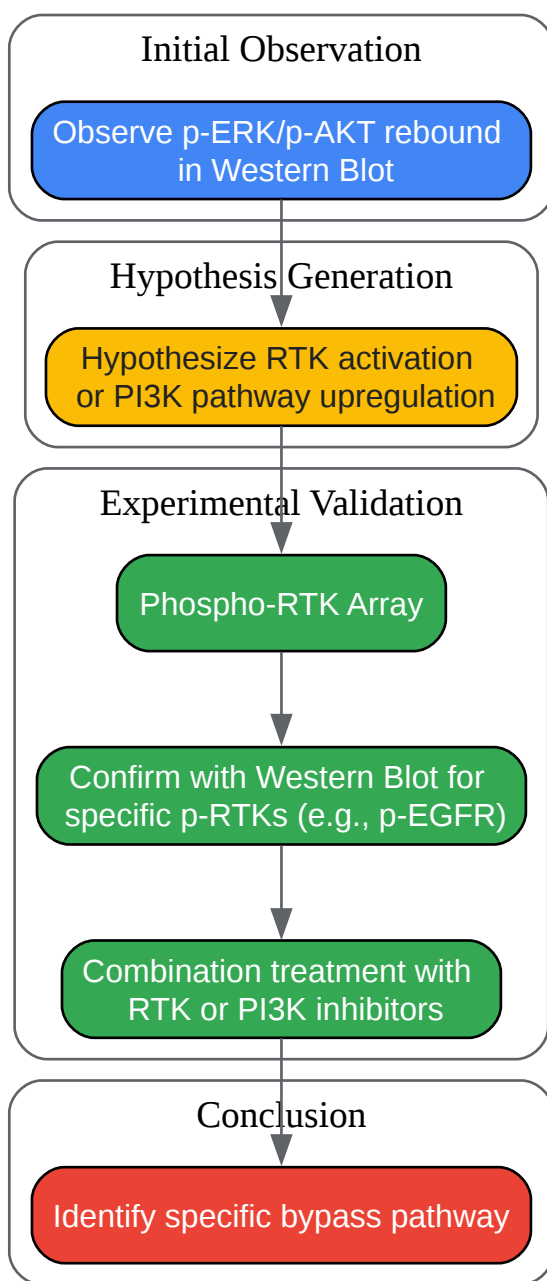 Initial Observation
Observe p-ERK/p-AKT rebound
in Western Blot
Hypothesis Generation
Hypothesize RTK activation
or PI3K pathway upregulation
Experimental Validation
Phospho-RTK Array
Confirm with Western Blot for
specific p-RTKs (e.g., p-EGFR)
Combination treatment with
RTK or PI3K inhibitors
Conclusion
Identify specific bypass pathway